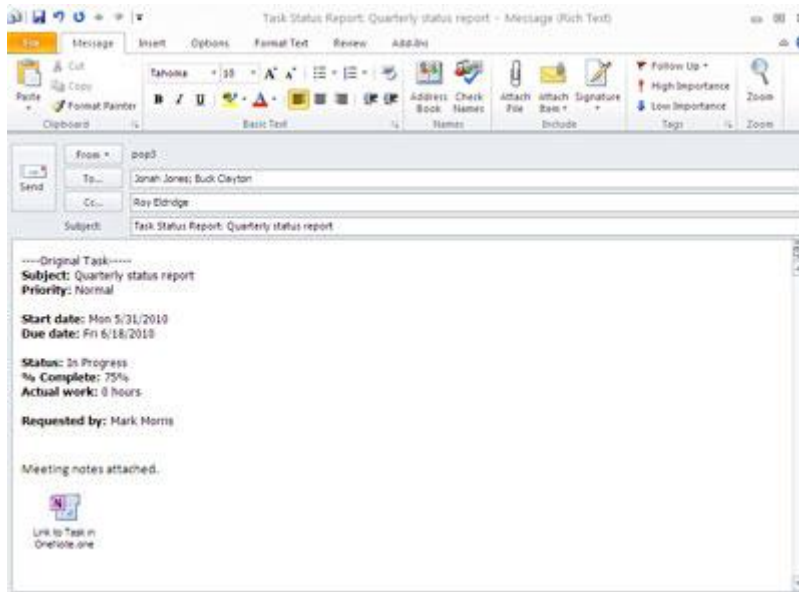 Task Status Report: Quarterly status report - Message (Rich Text)
File Message Insert Options Format Text Review Add-Ins
Paste
Cut
Copy
Format Painter
Clipboard
Tahoma 10
B I U
Basic Text
Address Book
Check Names
Names
Attach File
Attach Item
Signature
Include
Follow Up
High Importance
Low Importance
Tags
Zoom
Zoom
Send
From pop3
To... Jonah Jones; Buck Clayton
Cc... Roy Eldridge
Subject: Task Status Report: Quarterly status report
----Original Task-----
Subject: Quarterly status report
Priority: Normal
Start date: Mon 5/31/2010
Due date: Fri 6/18/2010
Status: In Progress
% Complete: 75%
Actual work: 0 hours
Requested by: Mark Morris
Meeting notes attached.
Link to Task in
OneNote.one